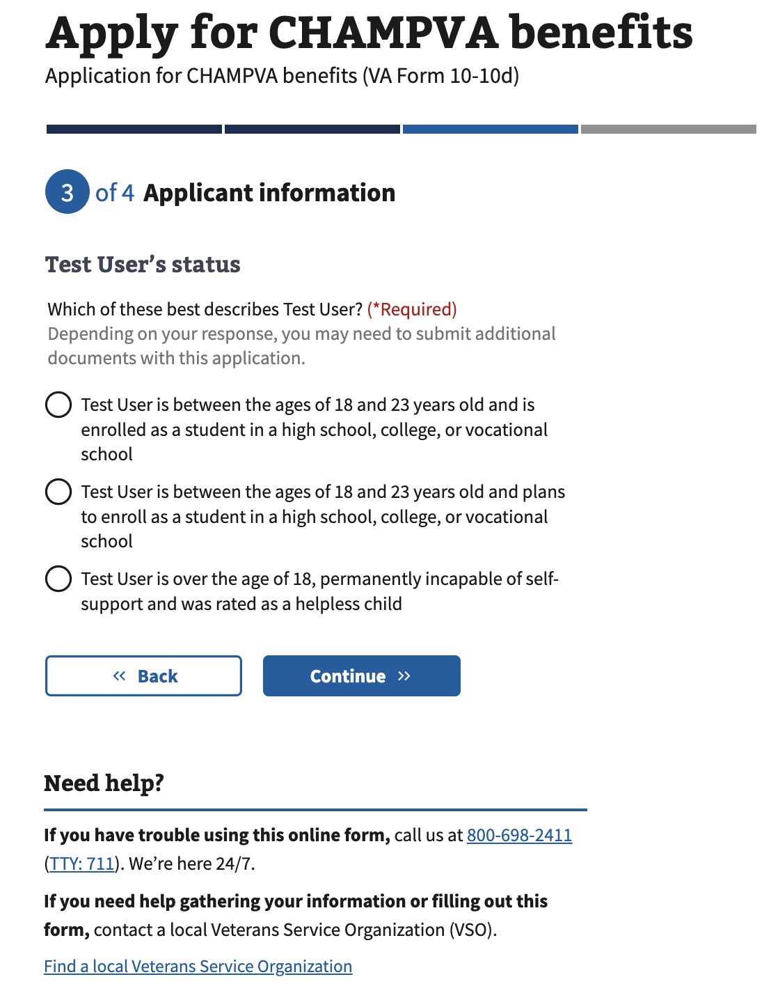 Apply for CHAMPVA benefits
Application for CHAMPVA benefits (VA Form 10-10d)
3 of 4 Applicant information
Test User’s status
Which of these best describes Test User? (*Required)
Depending on your response, you may need to submit additional
documents with this application.
Test User is between the ages of 18 and 23 years old and is
enrolled as a student in a high school, college, or vocational
school
Test User is between the ages of 18 and 23 years old and plans
to enroll as a student in a high school, college, or vocational
school
Test User is over the age of 18, permanently incapable of self-
support and was rated as a helpless child
« Back
Continue »
Need help?
If you have trouble using this online form, call us at 800-698-2411
(TTY: 711). We’re here 24/7.
If you need help gathering your information or filling out this
form, contact a local Veterans Service Organization (VSO).
Find a local Veterans Service Organization